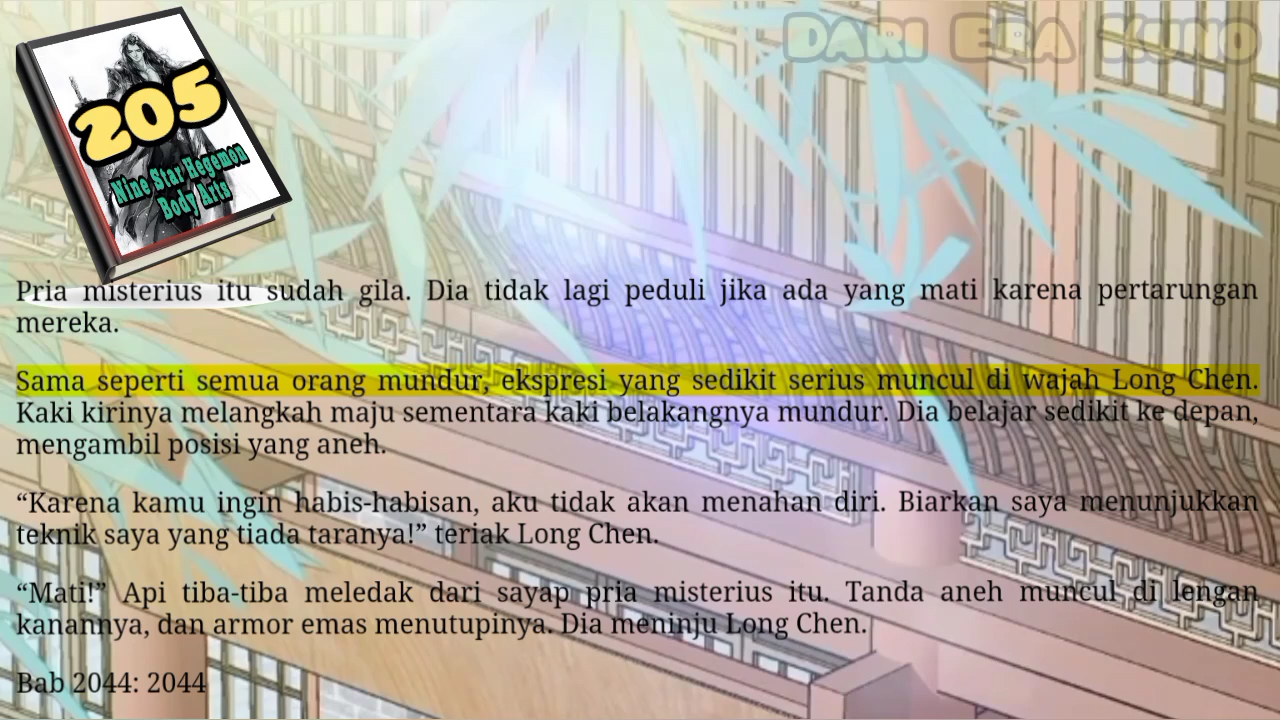 Dari Era Kuno
205
Nine Star Hegemon
Body Arts
Pria misterius itu sudah gila. Dia tidak lagi peduli jika ada yang mati karena pertarungan
mereka.
Sama seperti semua orang mundur, ekspresi yang sedikit serius muncul di wajah Long Chen.
Kaki kirinya melangkah maju sementara kaki belakangnya mundur. Dia belajar sedikit ke depan,
mengambil posisi yang aneh.
“Karena kamu ingin habis-habisan, aku tidak akan menahan diri. Biarkan saya menunjukkan
teknik saya yang tiada taranya!” teriak Long Chen.
“Mati!” Api tiba-tiba meledak dari sayap pria misterius itu. Tanda aneh muncul di lengan
kanannya, dan armor emas menutupinya. Dia meninju Long Chen.
Bab 2044: 2044